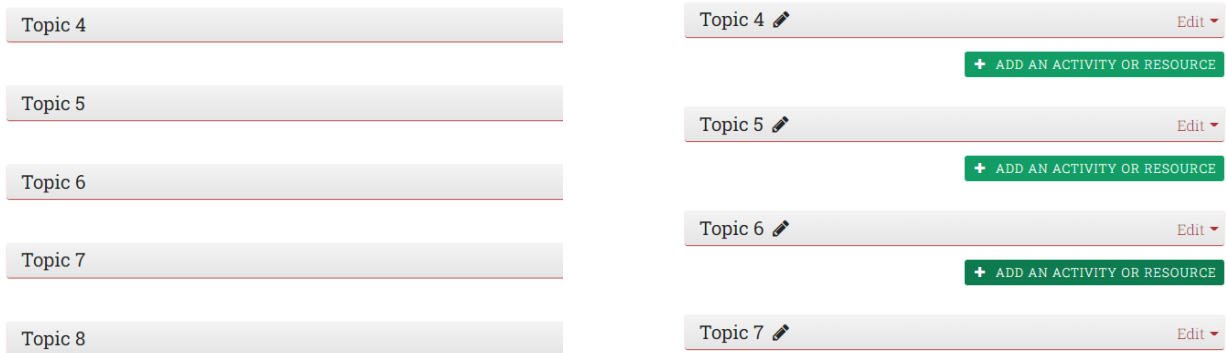 Topic 4
Topic 5
Topic 6
Topic 7
Topic 8
Topic 4 Edit
ADD AN ACTIVITY OR RESOURCE
Topic 5 Edit
ADD AN ACTIVITY OR RESOURCE
Topic 6 Edit
ADD AN ACTIVITY OR RESOURCE
Topic 7 Edit